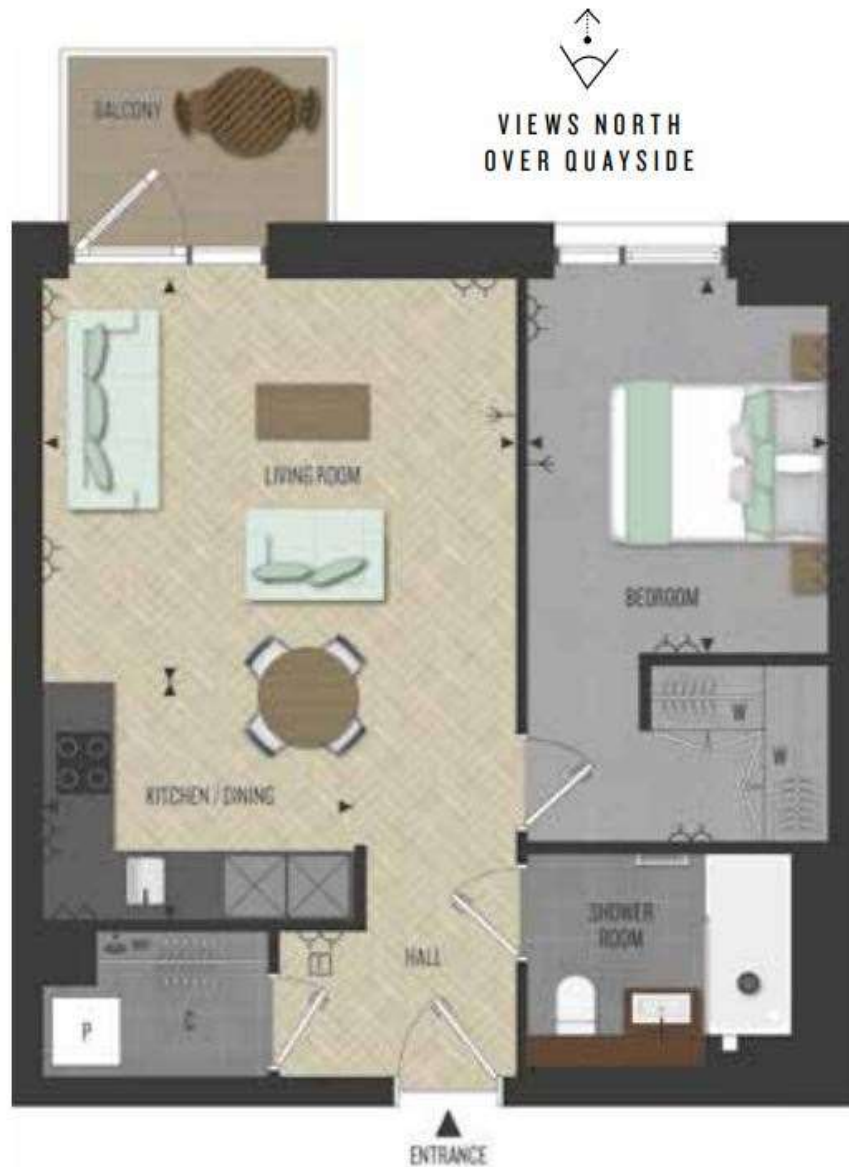 VIEWS NORTH
OVER QUAYSIDE
BALCONY
LIVING ROOM
BEDROOM
W
W
KITCHEN / DINING
SHOWER
ROOM
HALL
T
C
P
ENTRANCE